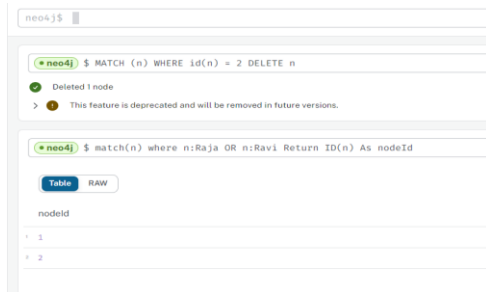 neo4j$
neo4j $ MATCH (n) WHERE id(n) = 2 DELETE n
Deleted 1 node
> ! This feature is deprecated and will be removed in future versions.
neo4j $ match(n) where n:Raja OR n:Ravi Return ID(n) As nodeId
Table RAW
nodeId
> 1
> 2